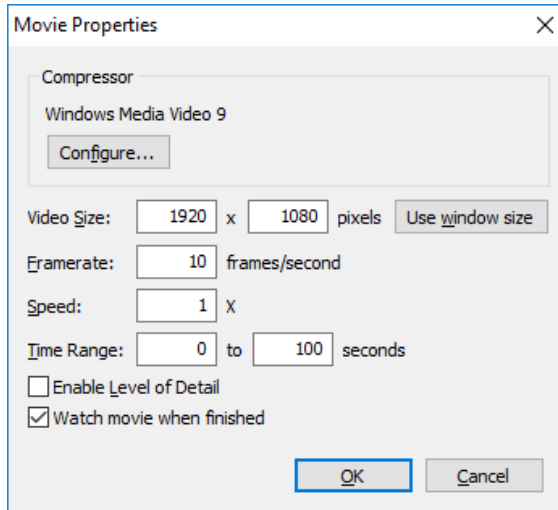 Movie Properties
Compressor
Windows Media Video 9
Configure...
Video Size: 1920 x 1080 pixels Use window size
Framerate: 10 frames/second
Speed: 1 X
Time Range: 0 to 100 seconds
Enable Level of Detail
Watch movie when finished
OK Cancel